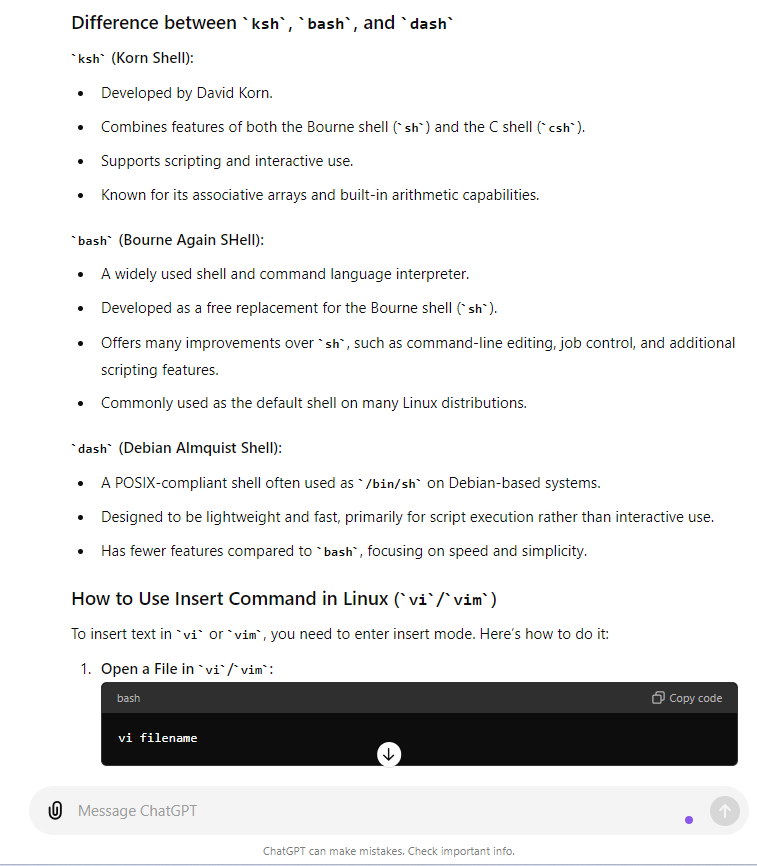 Difference between `ksh`, `bash`, and `dash`
`ksh` (Korn Shell):
• Developed by David Korn.
• Combines features of both the Bourne shell (`sh`) and the C shell (`csh`).
• Supports scripting and interactive use.
• Known for its associative arrays and built-in arithmetic capabilities.
`bash` (Bourne Again SHell):
• A widely used shell and command language interpreter.
• Developed as a free replacement for the Bourne shell (`sh`).
• Offers many improvements over `sh`, such as command-line editing, job control, and additional
scripting features.
• Commonly used as the default shell on many Linux distributions.
`dash` (Debian Almquist Shell):
• A POSIX-compliant shell often used as `/bin/sh` on Debian-based systems.
• Designed to be lightweight and fast, primarily for script execution rather than interactive use.
• Has fewer features compared to `bash`, focusing on speed and simplicity.
How to Use Insert Command in Linux (`vi`/`vim`)
To insert text in `vi` or `vim`, you need to enter insert mode. Here's how to do it:
1. Open a File in `vi`/`vim`:
bash Copy code
vi filename
Message ChatGPT
ChatGPT can make mistakes. Check important info.